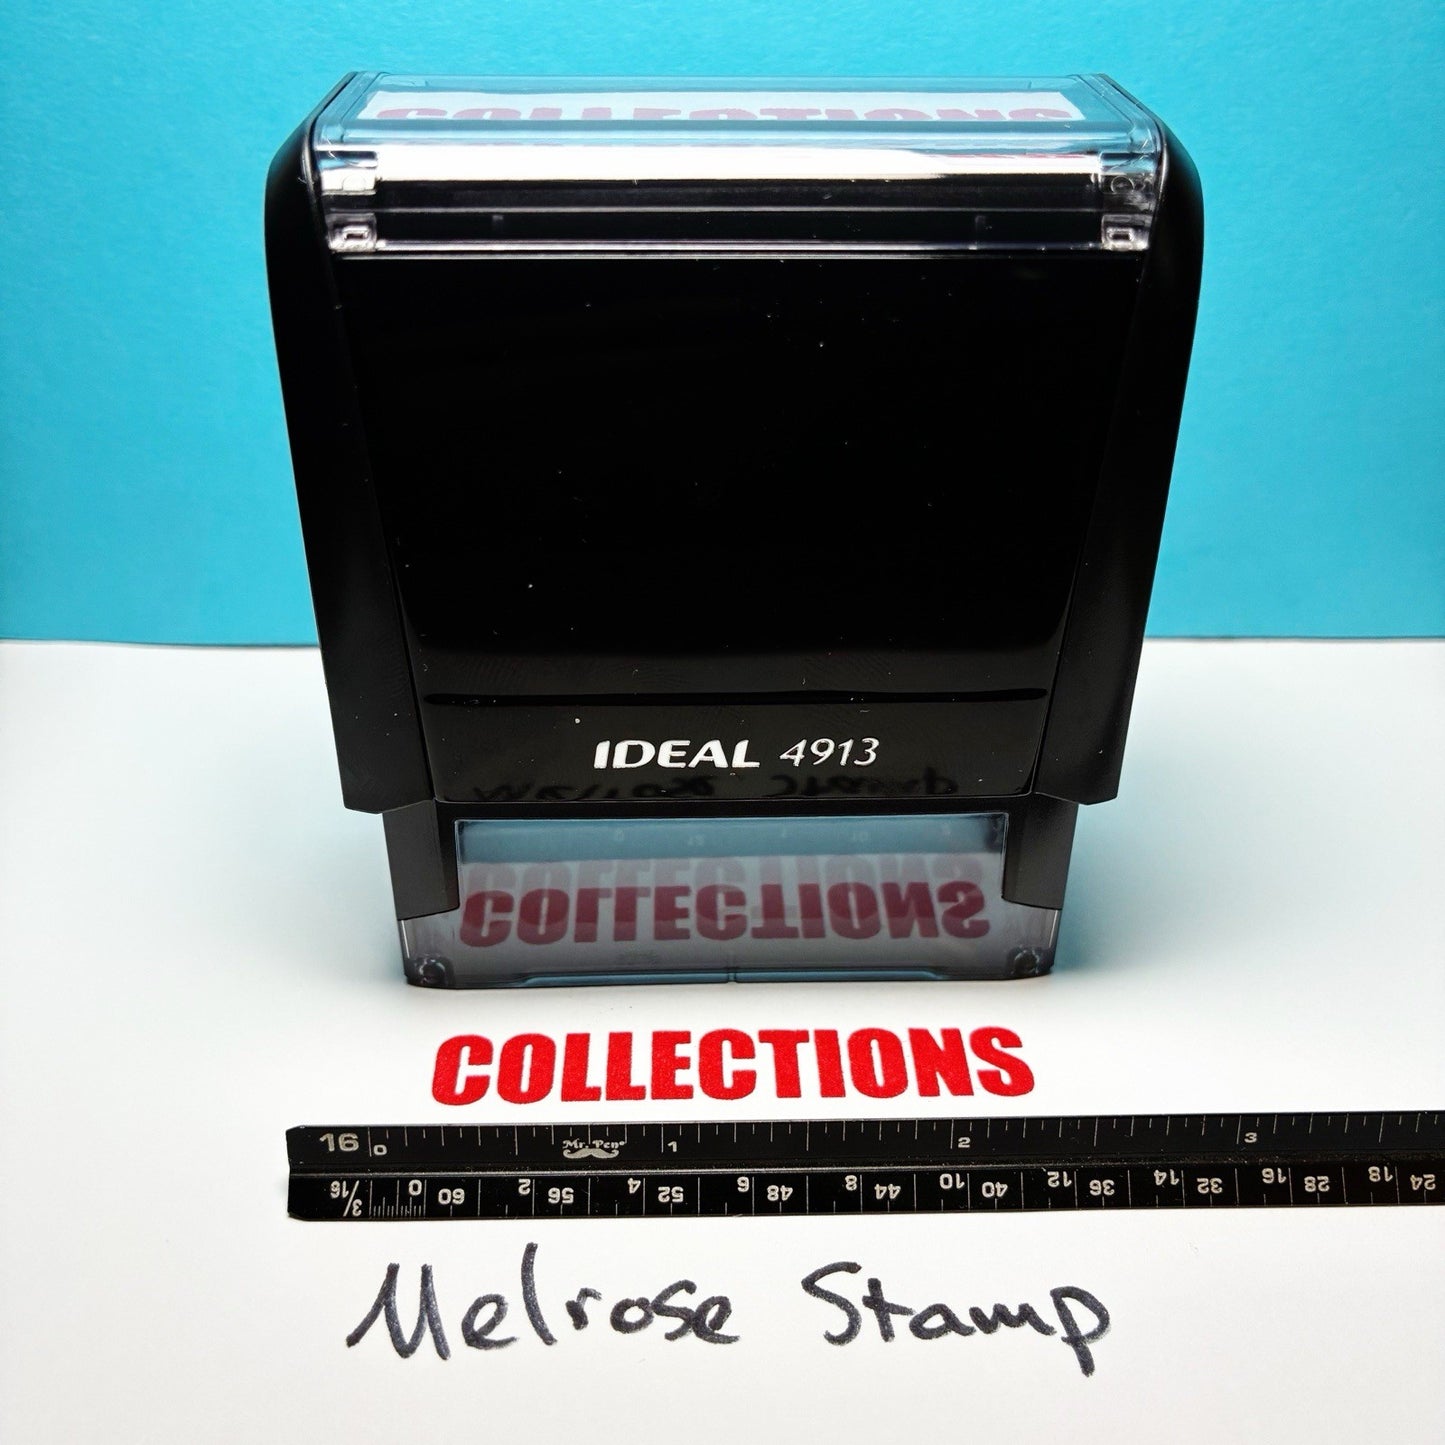 COLLECTIONS
IDEAL 4913
COLLECTIONS
COLLECTIONS
16 0 Mr. Pen 1 2 3
3/16 0 60 2 56 4 52 6 48 8 44 10 40 12 36 14 32 16 28 18 24
Melrose Stamp